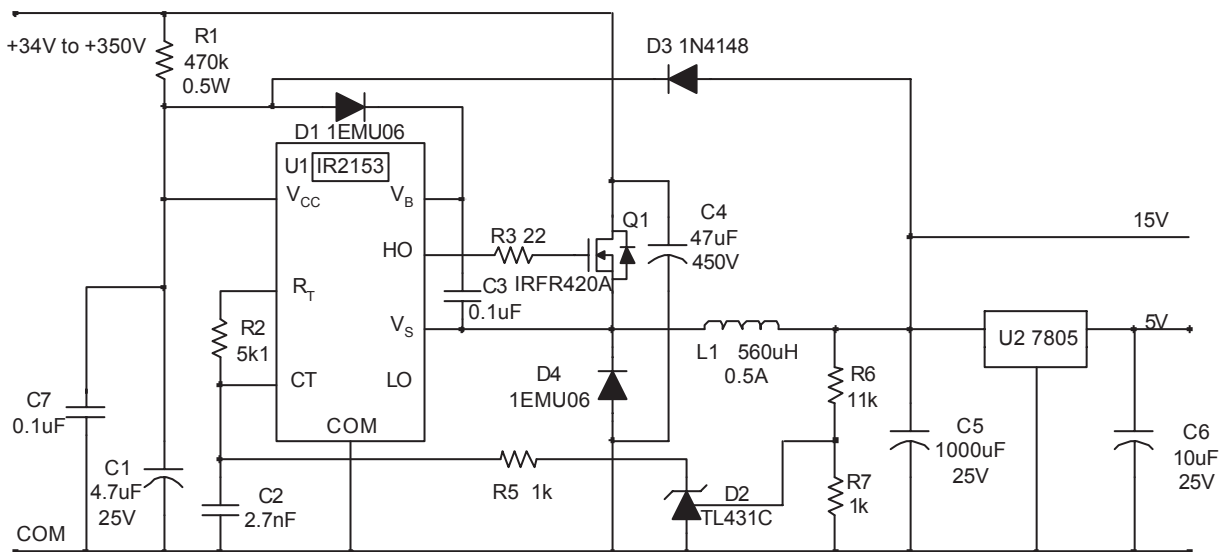 +34V to +350V
R1
470k
0.5W
D3 1N4148
D1 1EMU06
U1 IR2153
VCC
VB
HO
RT
VS
CT
LO
COM
R3 22
Q1
IRFR420A
C4
47uF
450V
15V
C3
0.1uF
R2
5k1
L1 560uH
0.5A
U2 7805
5V
D4
1EMU06
R6
11k
C7
0.1uF
C1
4.7uF
25V
C2
2.7nF
R5 1k
D2
TL431C
R7
1k
C5
1000uF
25V
C6
10uF
25V
COM